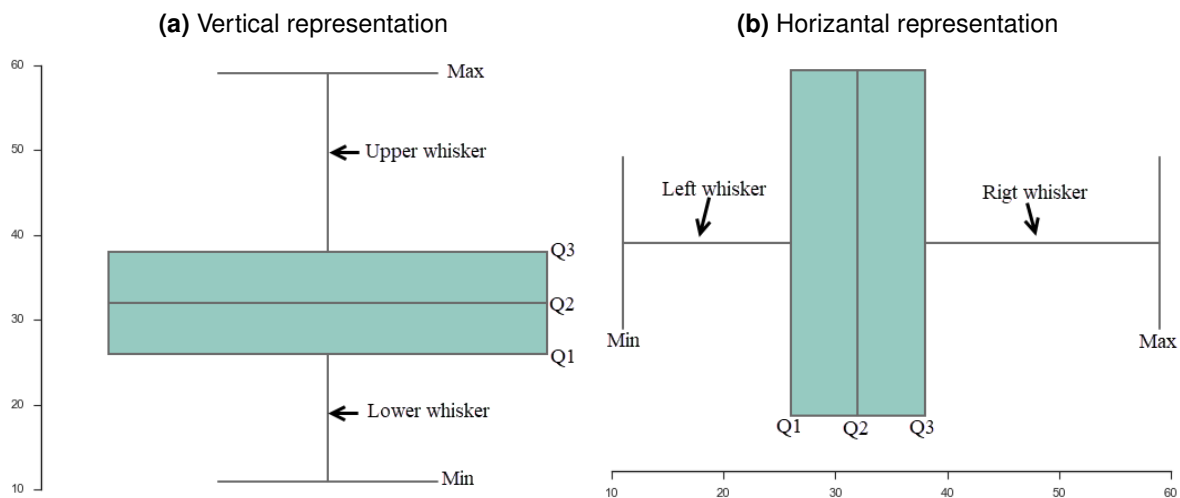 (a) Vertical representation
60
Max
50
Upper whisker
40
Q3
Q2
30
Q1
20
Lower whisker
Min
10
(b) Horizantal representation
Left whisker
Rigt whisker
Min
Max
Q1 Q2 Q3
10 20 30 40 50 60